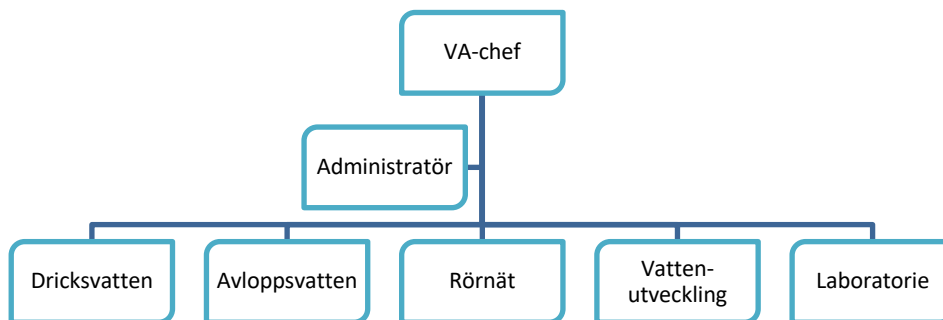 VA-chef
Administratör
Dricksvatten
Avloppsvatten
Rörnät
Vatten-
utveckling
Laboratorie